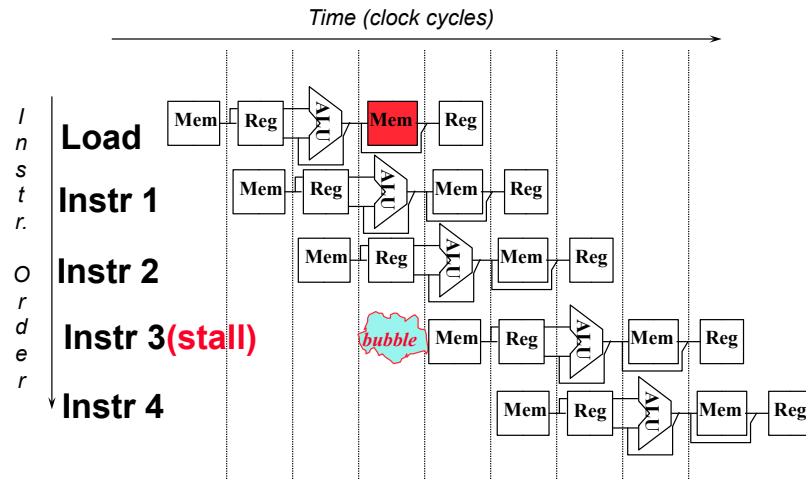 Time (clock cycles)
Instr. Order
Load
Mem Reg ALU Mem Reg
Instr 1
Mem Reg ALU Mem Reg
Instr 2
Mem Reg ALU Mem Reg
Instr 3(stall)
bubble Mem Reg ALU Mem Reg
Instr 4
Mem Reg ALU Mem Reg